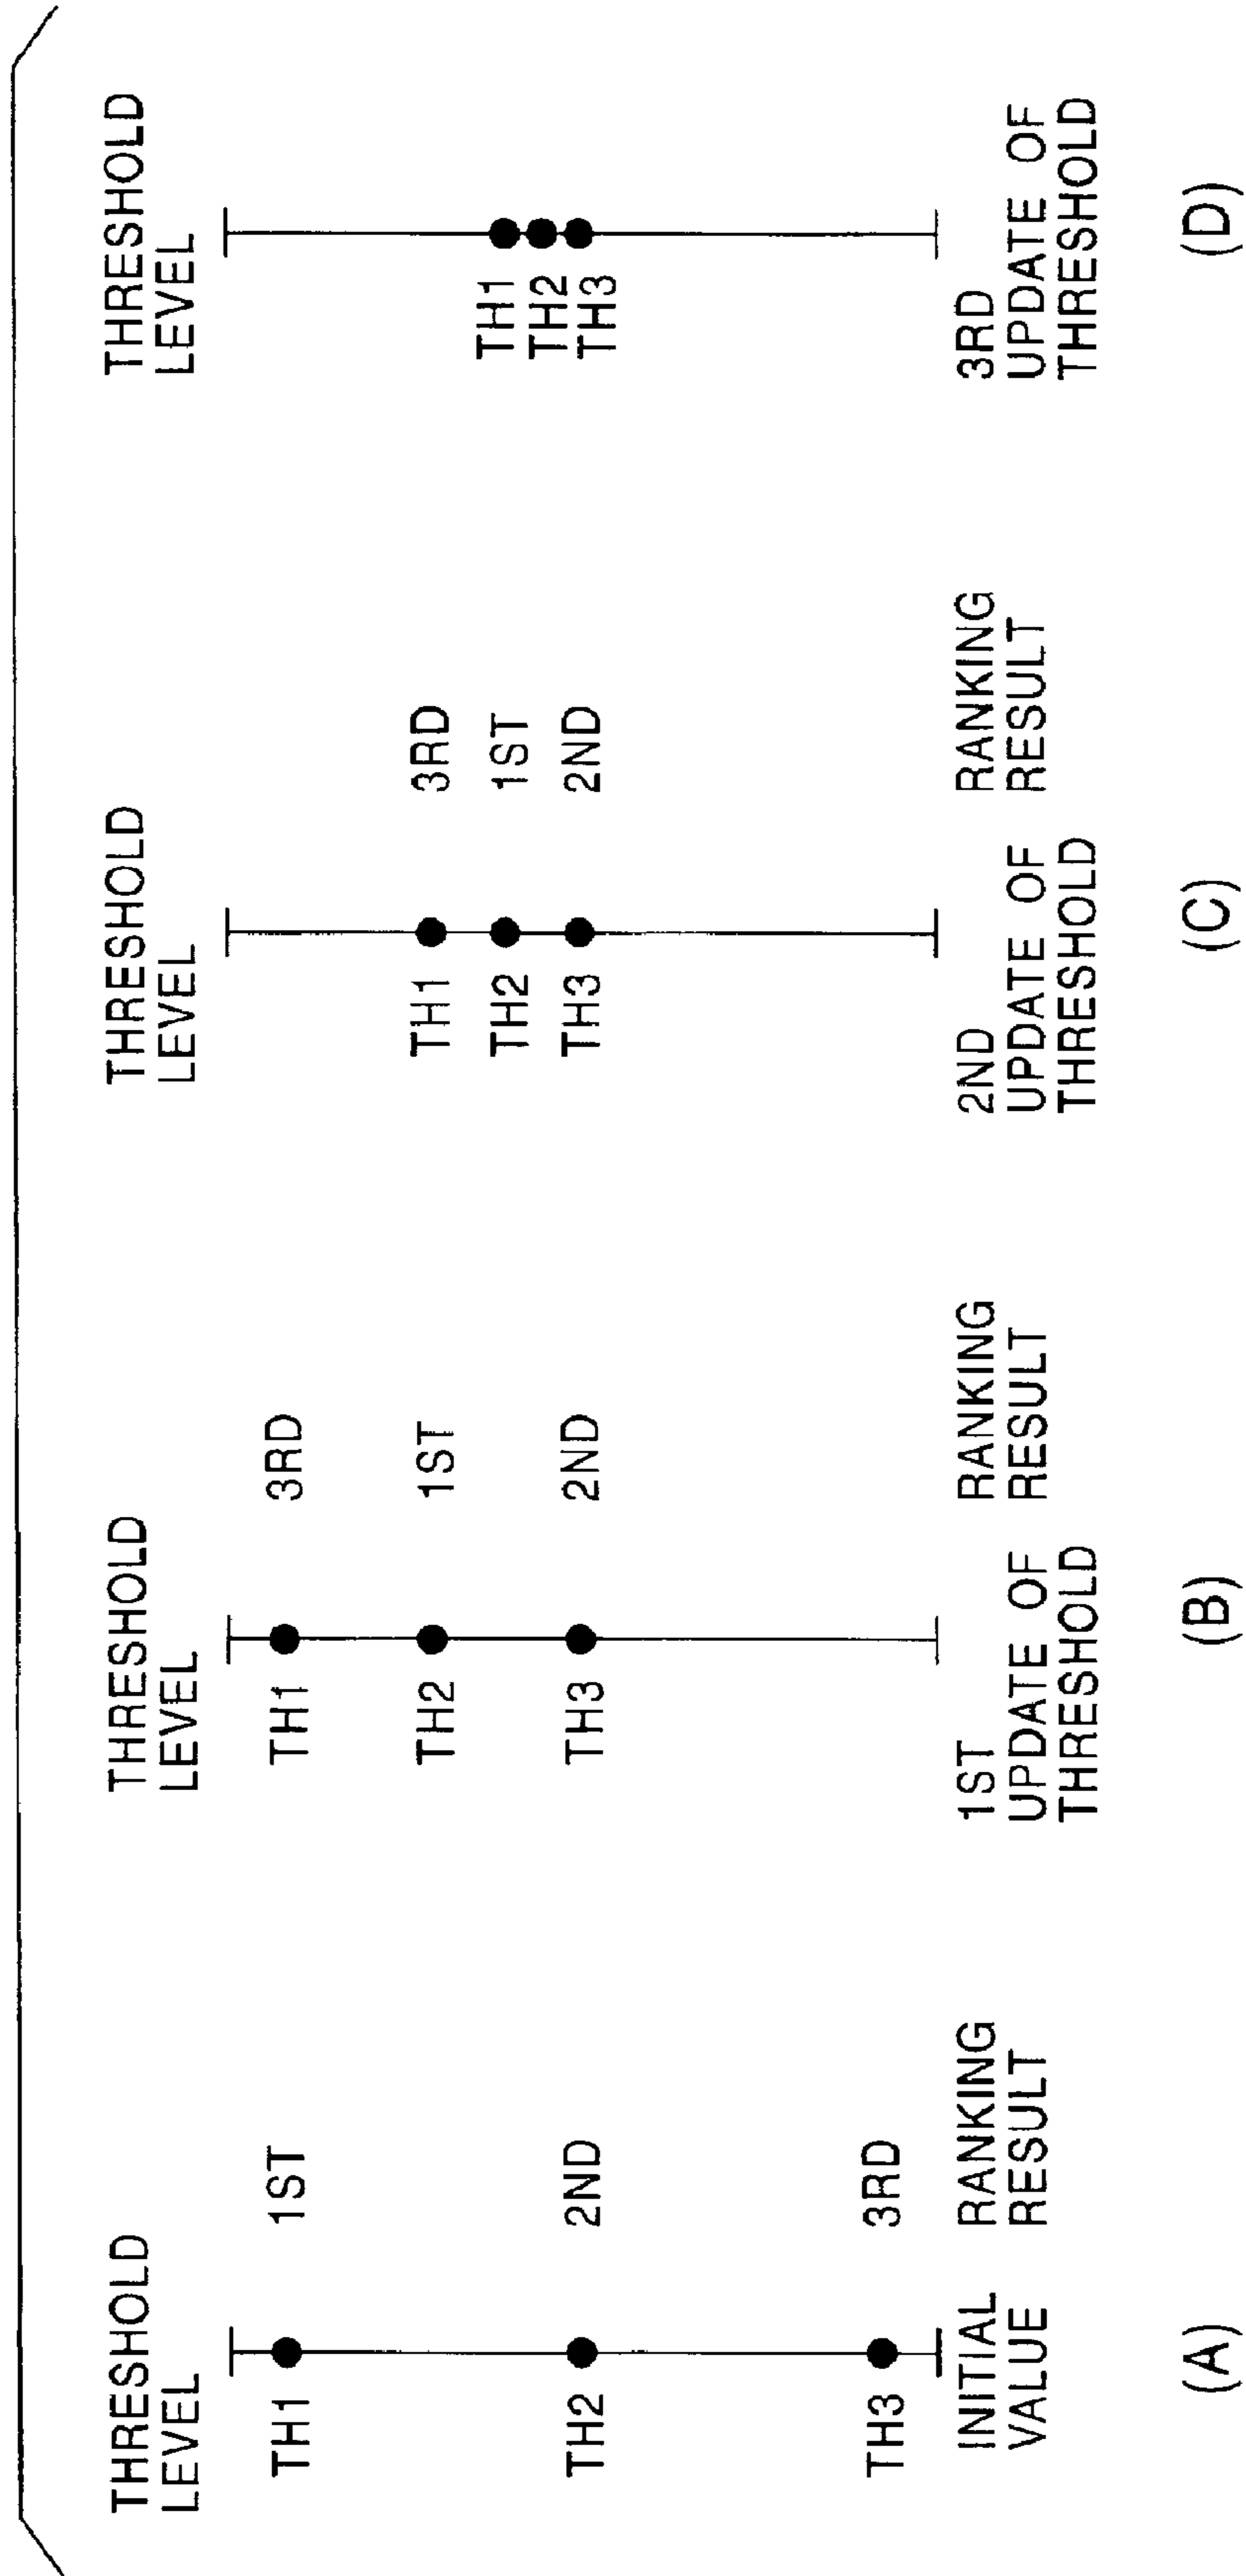 THRESHOLD
LEVEL
TH1
1ST
TH2
2ND
TH3
3RD
INITIAL
VALUE
RANKING
RESULT
(A)
THRESHOLD
LEVEL
TH1
3RD
TH2
1ST
TH3
2ND
1ST
UPDATE OF
THRESHOLD
RANKING
RESULT
(B)
THRESHOLD
LEVEL
TH1
3RD
TH2
1ST
TH3
2ND
2ND
UPDATE OF
THRESHOLD
RANKING
RESULT
(C)
THRESHOLD
LEVEL
TH1
TH2
TH3
3RD
UPDATE OF
THRESHOLD
(D)